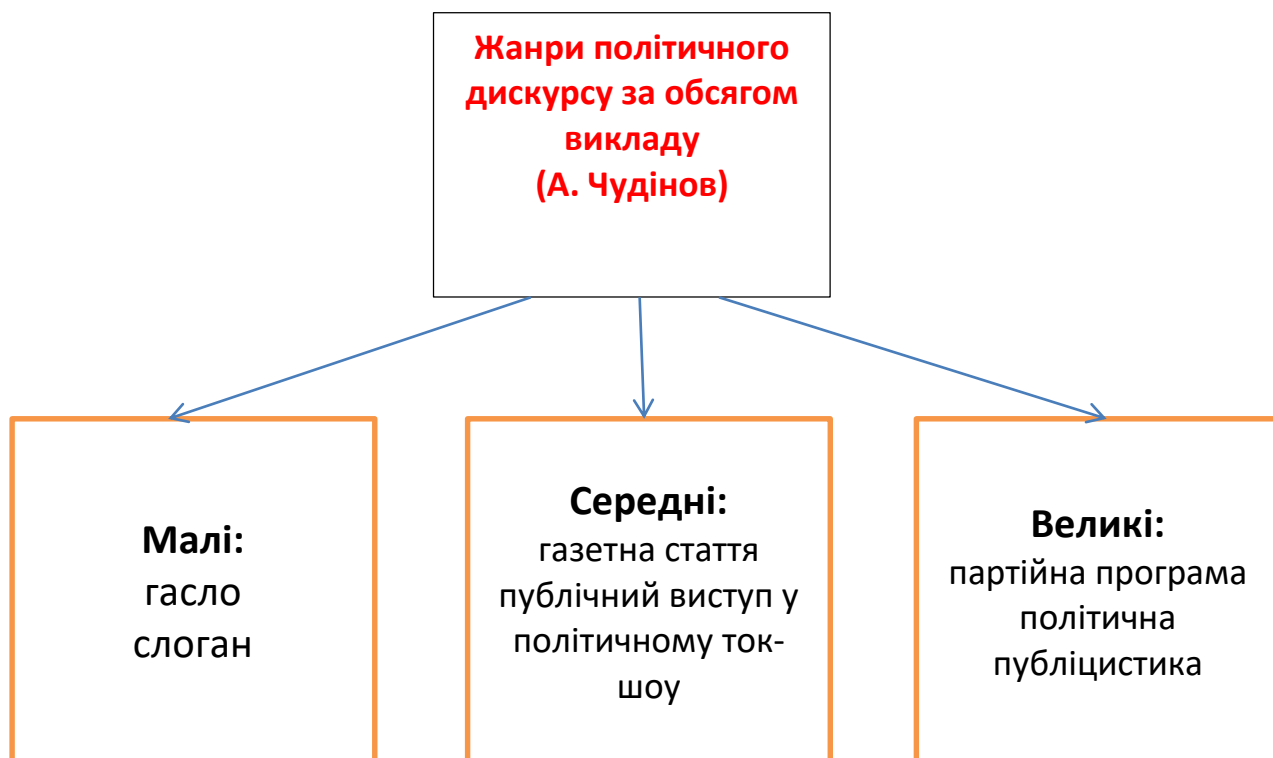 Жанри політичного
дискурсу за обсягом
викладу
(А. Чудінов)
Малі:
гасло
слоган
Середні:
газетна стаття
публічний виступ у
політичному ток-
шоу
Великі:
партійна програма
політична
публіцистика